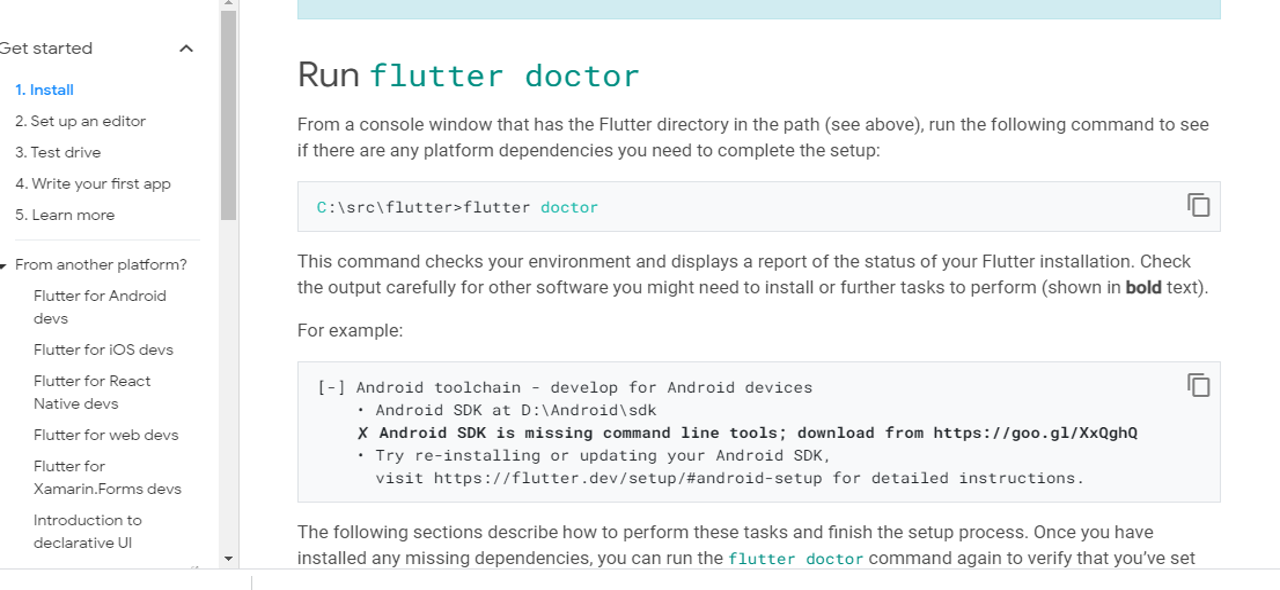 Get started
1. Install
2. Set up an editor
3. Test drive
4. Write your first app
5. Learn more
From another platform?
Flutter for Android
devs
Flutter for iOS devs
Flutter for React
Native devs
Flutter for web devs
Flutter for
Xamarin.Forms devs
Introduction to
declarative UI
Run flutter doctor
From a console window that has the Flutter directory in the path (see above), run the following command to see
if there are any platform dependencies you need to complete the setup:
C:\src\flutter>flutter doctor
This command checks your environment and displays a report of the status of your Flutter installation. Check
the output carefully for other software you might need to install or further tasks to perform (shown in bold text).
For example:
[-] Android toolchain - develop for Android devices
• Android SDK at D:\Android\sdk
✗ Android SDK is missing command line tools; download from https://goo.gl/XxQghQ
• Try re-installing or updating your Android SDK,
visit https://flutter.dev/setup/#android-setup for detailed instructions.
The following sections describe how to perform these tasks and finish the setup process. Once you have
installed any missing dependencies, you can run the flutter doctor command again to verify that you’ve set